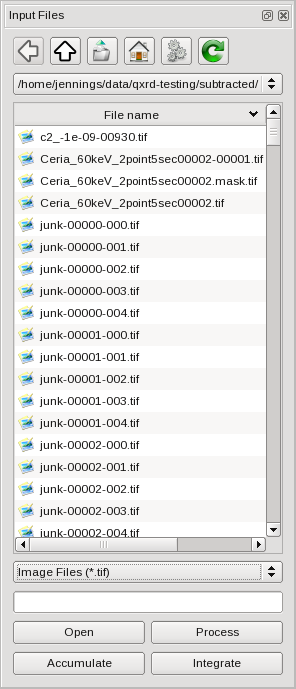 Input Files
/home/jennings/data/qxrd-testing/subtracted/
File name
c2_-1e-09-00930.tif
Ceria_60keV_2point5sec00002-00001.tif
Ceria_60keV_2point5sec00002.mask.tif
Ceria_60keV_2point5sec00002.tif
junk-00000-000.tif
junk-00000-001.tif
junk-00000-002.tif
junk-00000-003.tif
junk-00000-004.tif
junk-00001-000.tif
junk-00001-001.tif
junk-00001-002.tif
junk-00001-003.tif
junk-00001-004.tif
junk-00002-000.tif
junk-00002-001.tif
junk-00002-002.tif
junk-00002-003.tif
junk-00002-004.tif
Image Files (*.tif)
Open Process
Accumulate Integrate